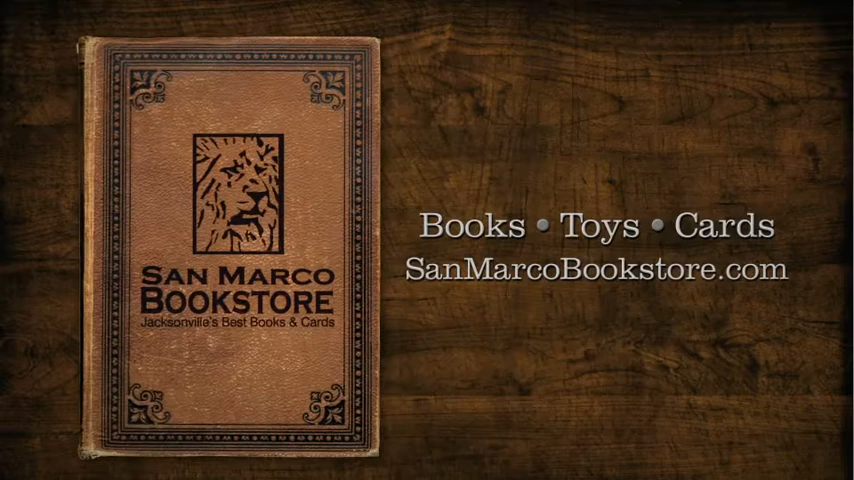 SAN MARCO
BOOKSTORE
Jacksonville's Best Books & Cards
Books • Toys • Cards
SanMarcoBookstore.com